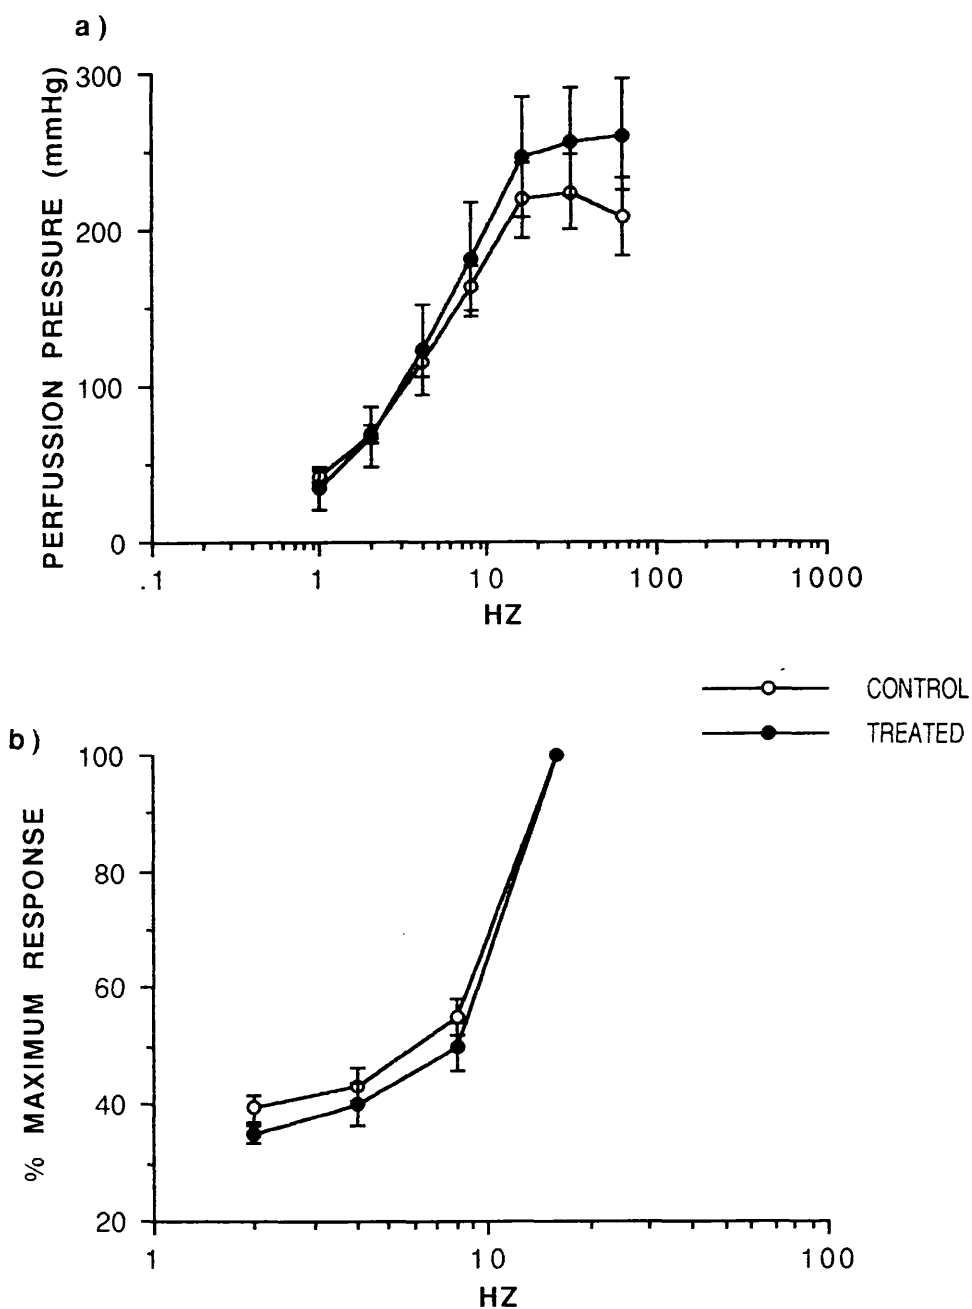 a)
PERFUSSION PRESSURE (mmHg)
300
200
100
0
.1 1 10 100 1000
HZ
CONTROL
TREATED
b)
% MAXIMUM RESPONSE
100
80
60
40
20
1 10 100
HZ